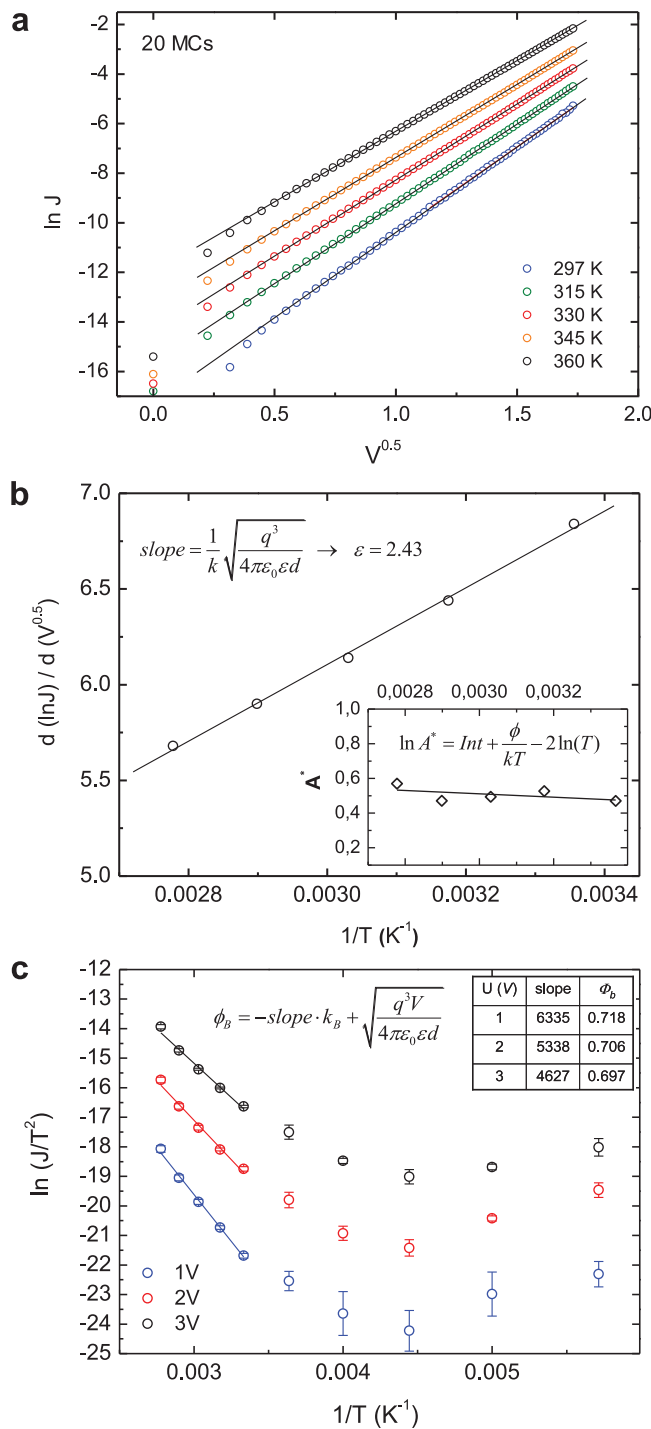 a
20 MCs
-2
-4
-6
-8
-10
-12
-14
-16
ln J
297 K
315 K
330 K
345 K
360 K
0.0 0.5 1.0 1.5 2.0
V^0.5
b
7.0
6.5
6.0
5.5
5.0
d (lnJ) / d (V^0.5)
slope = 1/k √(q³/(4πε₀εd)) → ε = 2.43
0,0028 0,0030 0,0032
1,0
0,8
0,6
0,4
0,2
A*
ln A* = Int + ϕ/kT − 2ln(T)
0.0028 0.0030 0.0032 0.0034
1/T (K⁻¹)
c
-12
-13
-14
-15
-16
-17
-18
-19
-20
-21
-22
-23
-24
-25
ln (J/T²)
ϕ_B = −slope · k_B + √(q³V/(4πε₀εd))
U (V) slope Φ_b
1 6335 0.718
2 5338 0.706
3 4627 0.697
1V
2V
3V
0.003 0.004 0.005
1/T (K⁻¹)